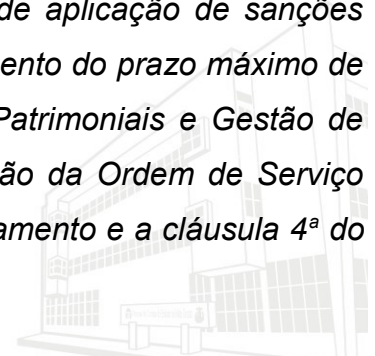 de aplicação de sanções
ento do prazo máximo de
Patrimoniais e Gestão de
ão da Ordem de Serviço
amento e a cláusula 4ª do